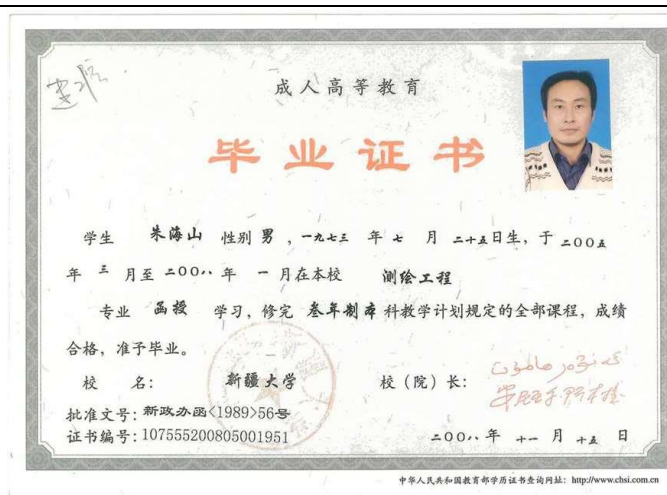 成人高等教育
毕业证书
学生 朱海山 性别 男 ，一九七三 年 七 月 二十五日生，于 二00五
年 三 月至 二00八 年 一 月在本校 测绘工程
专业 函授 学习，修完 叁年制本 科教学计划规定的全部课程，成绩
合格，准予毕业。
校 名： 新疆大学 校（院）长：
批准文号：新政办函<1989>56号
证书编号：107555200805001951
二00八 年 十一 月 十五 日
中华人民共和国教育部学历证书查询网址：http://www.chsi.com.cn